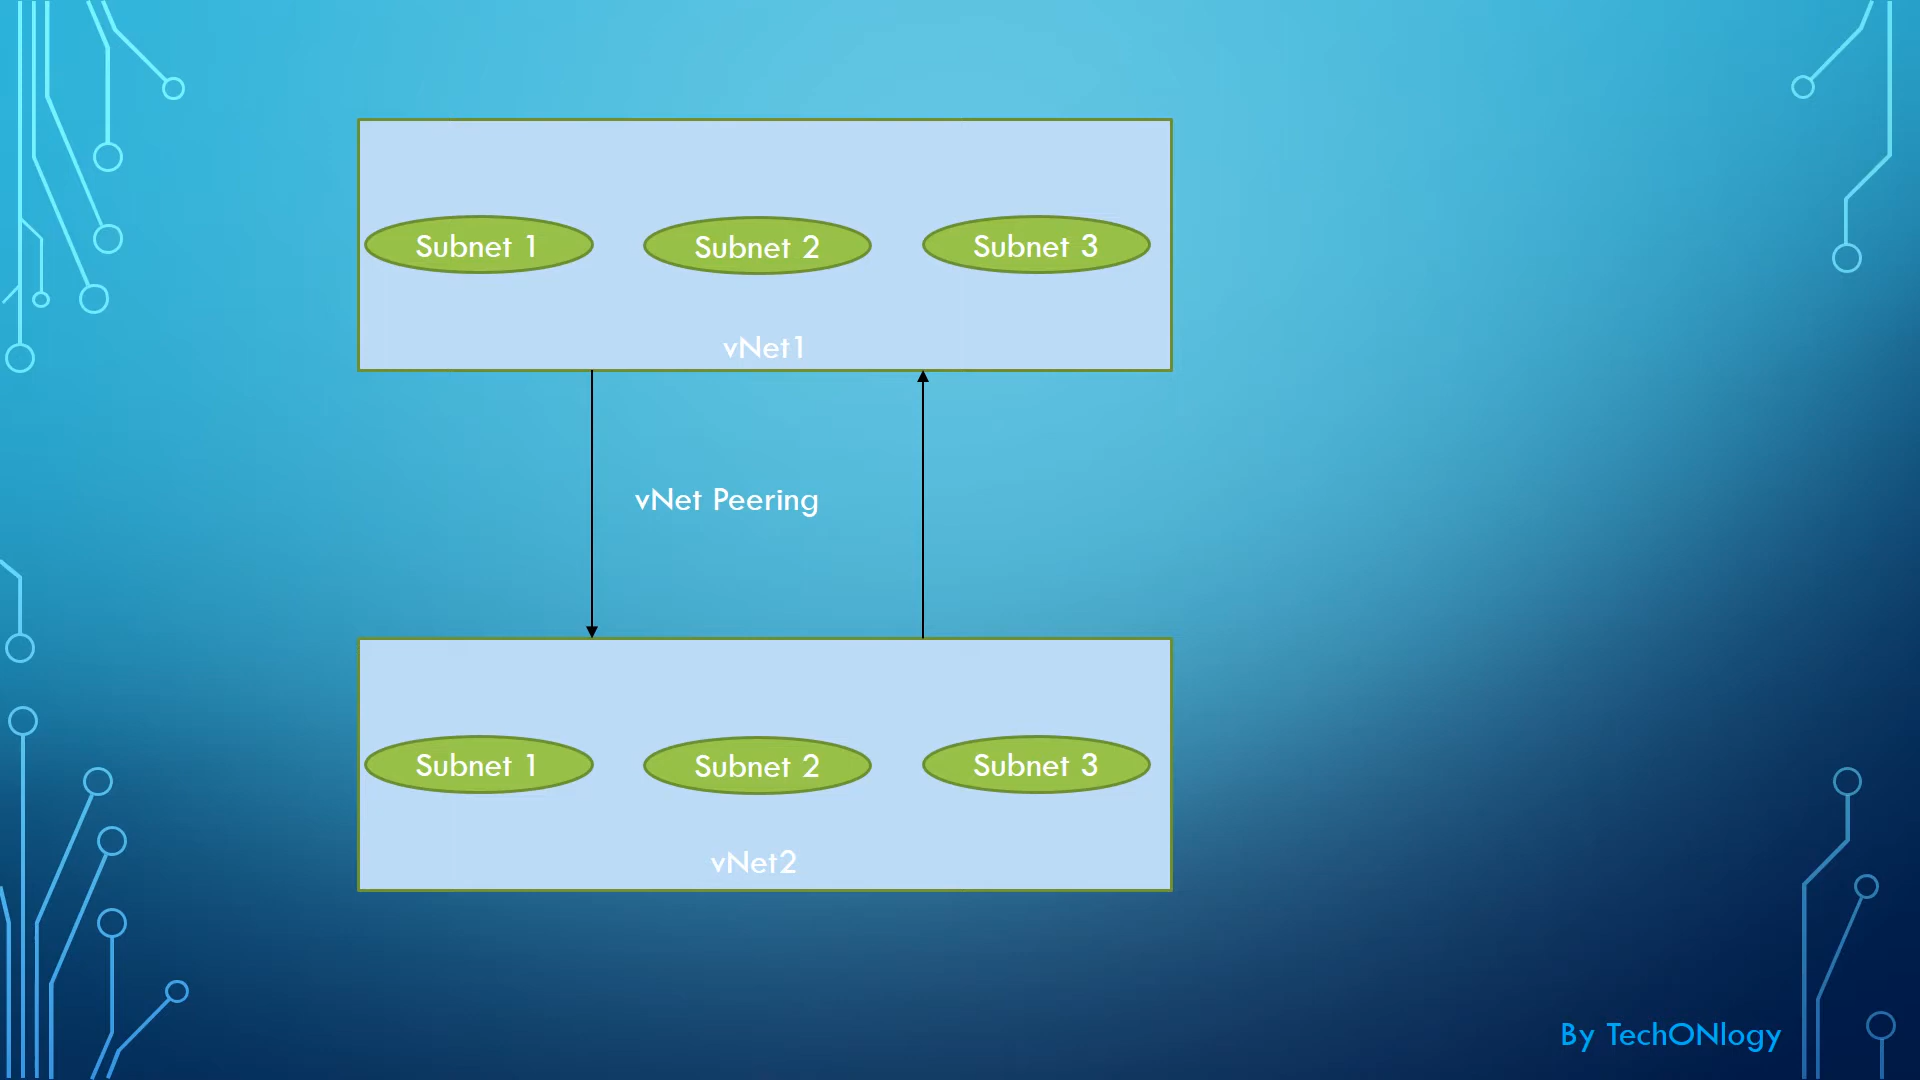 Subnet 1
Subnet 2
Subnet 3
vNet1
vNet Peering
Subnet 1
Subnet 2
Subnet 3
vNet2
By TechONlogy